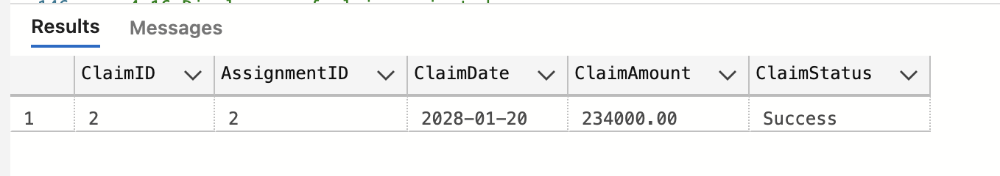 Results Messages
ClaimID AssignmentID ClaimDate ClaimAmount ClaimStatus
1 2 2 2028-01-20 234000.00 Success